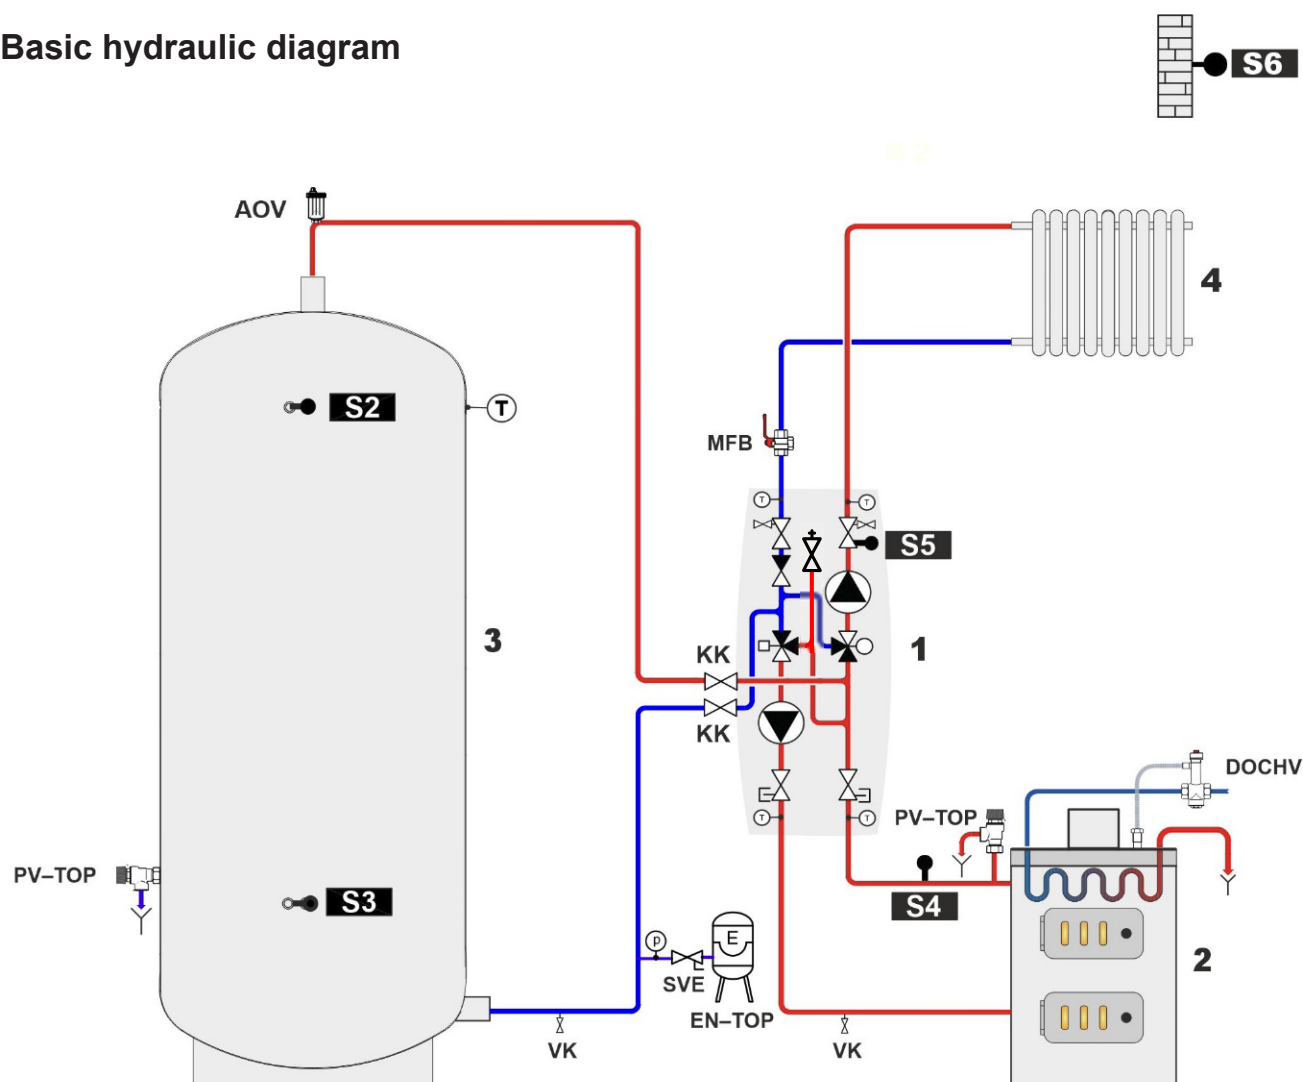 Basic hydraulic diagram
S6
AOV
4
S2
T
MFB
T
T
S5
3
1
KK
KK
DOCHV
PV–TOP
T
T
PV–TOP
S4
S3
P
E
SVE
2
EN–TOP
VK
VK